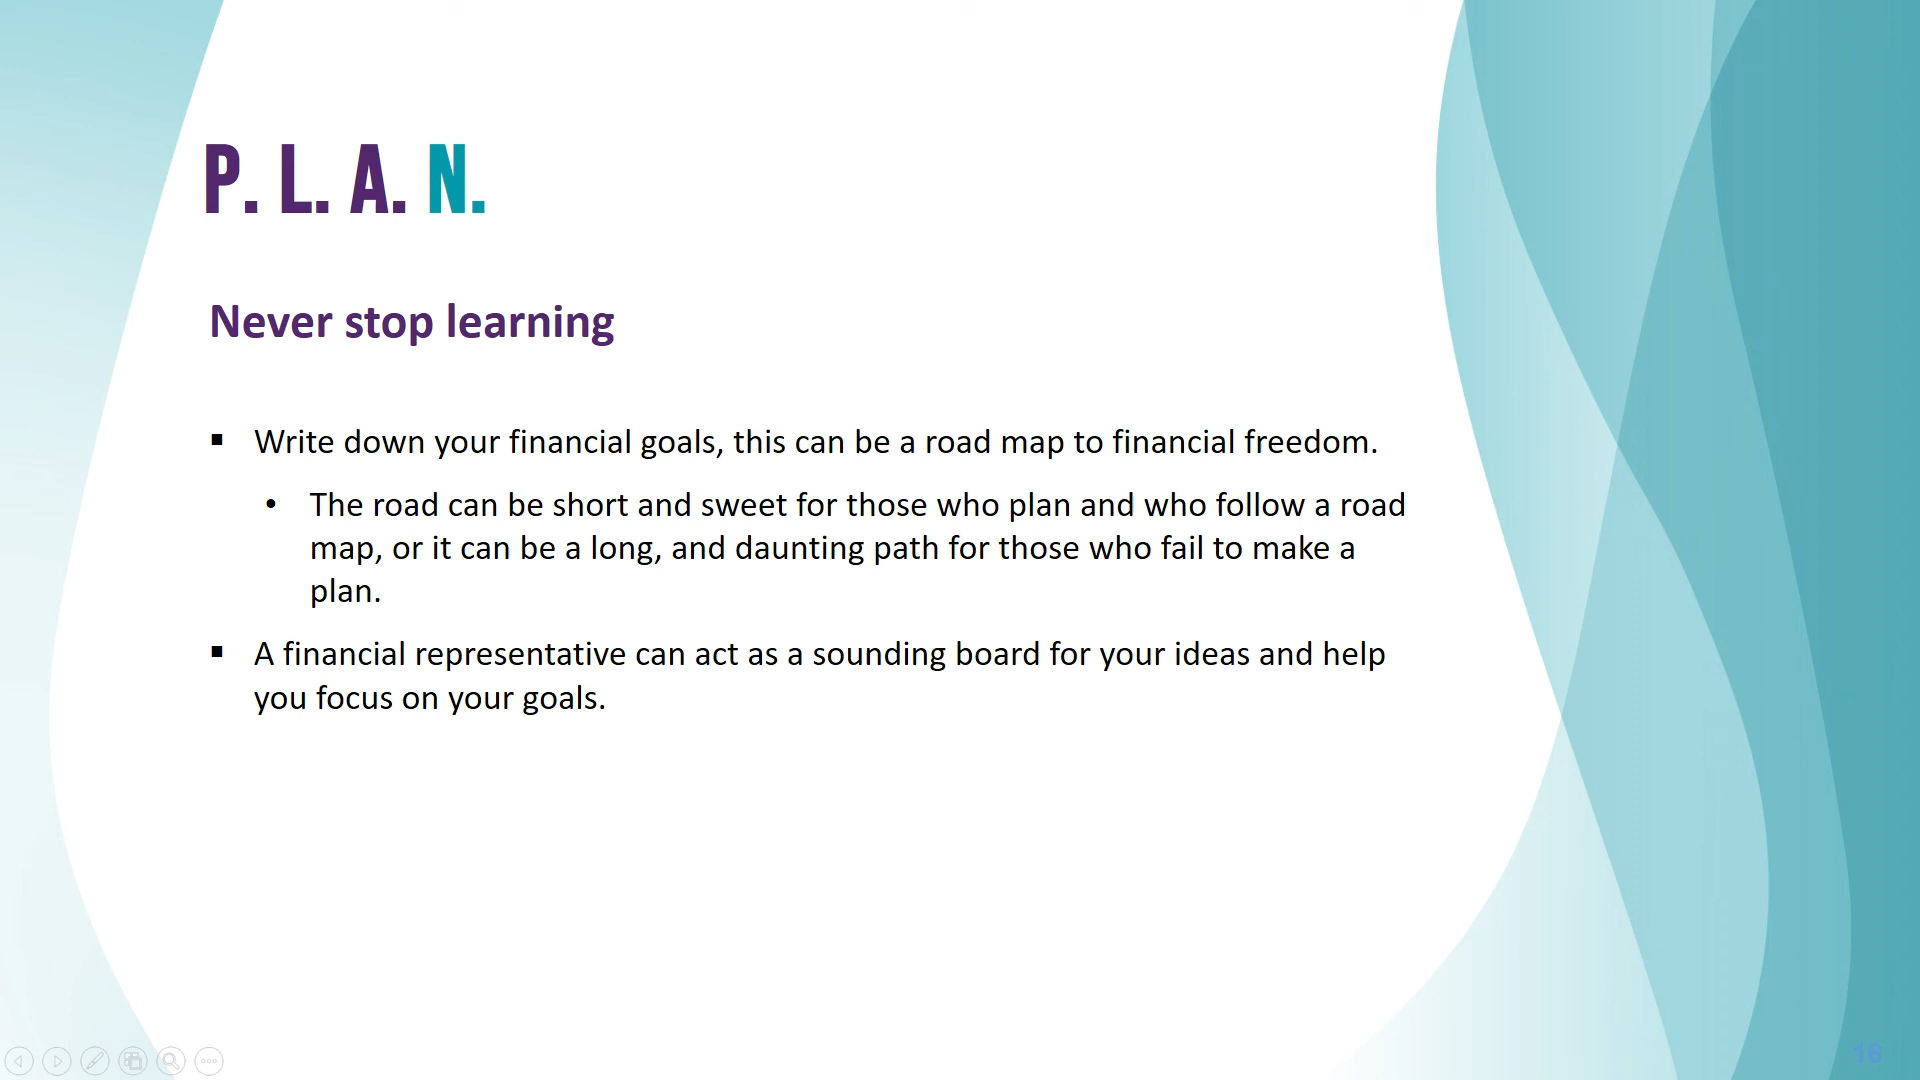 P. L. A. N.
Never stop learning
▪ Write down your financial goals, this can be a road map to financial freedom.
• The road can be short and sweet for those who plan and who follow a road
map, or it can be a long, and daunting path for those who fail to make a
plan.
▪ A financial representative can act as a sounding board for your ideas and help
you focus on your goals.
16